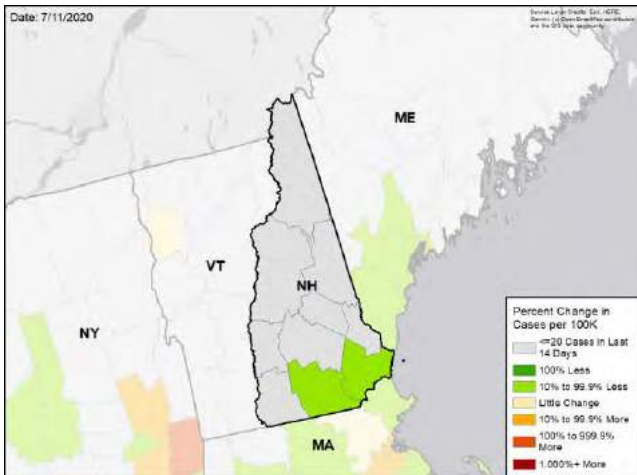 Date: 7/11/2020
ME
VT
NH
NY
MA
Percent Change in
Cases per 100K
<=20 Cases in Last
14 Days
100% Less
10% to 99.9% Less
Little Change
10% to 99.9% More
100% to 999.9%
More
1,000%+ More